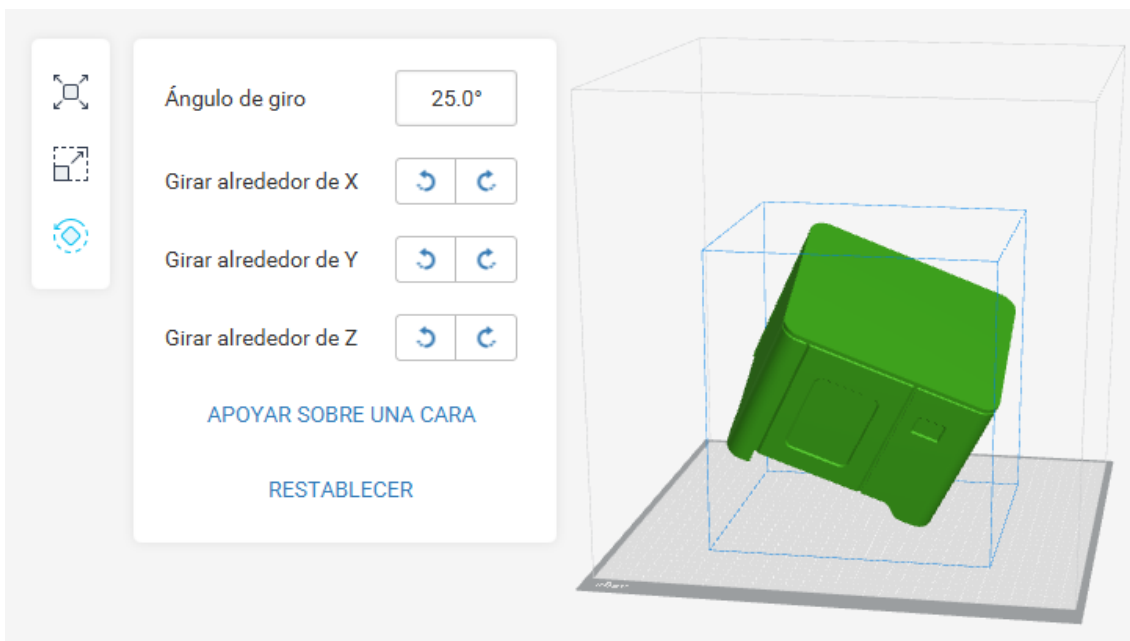 Ángulo de giro 25.0°
Girar alrededor de X
Girar alrededor de Y
Girar alrededor de Z
APOYAR SOBRE UNA CARA
RESTABLECER